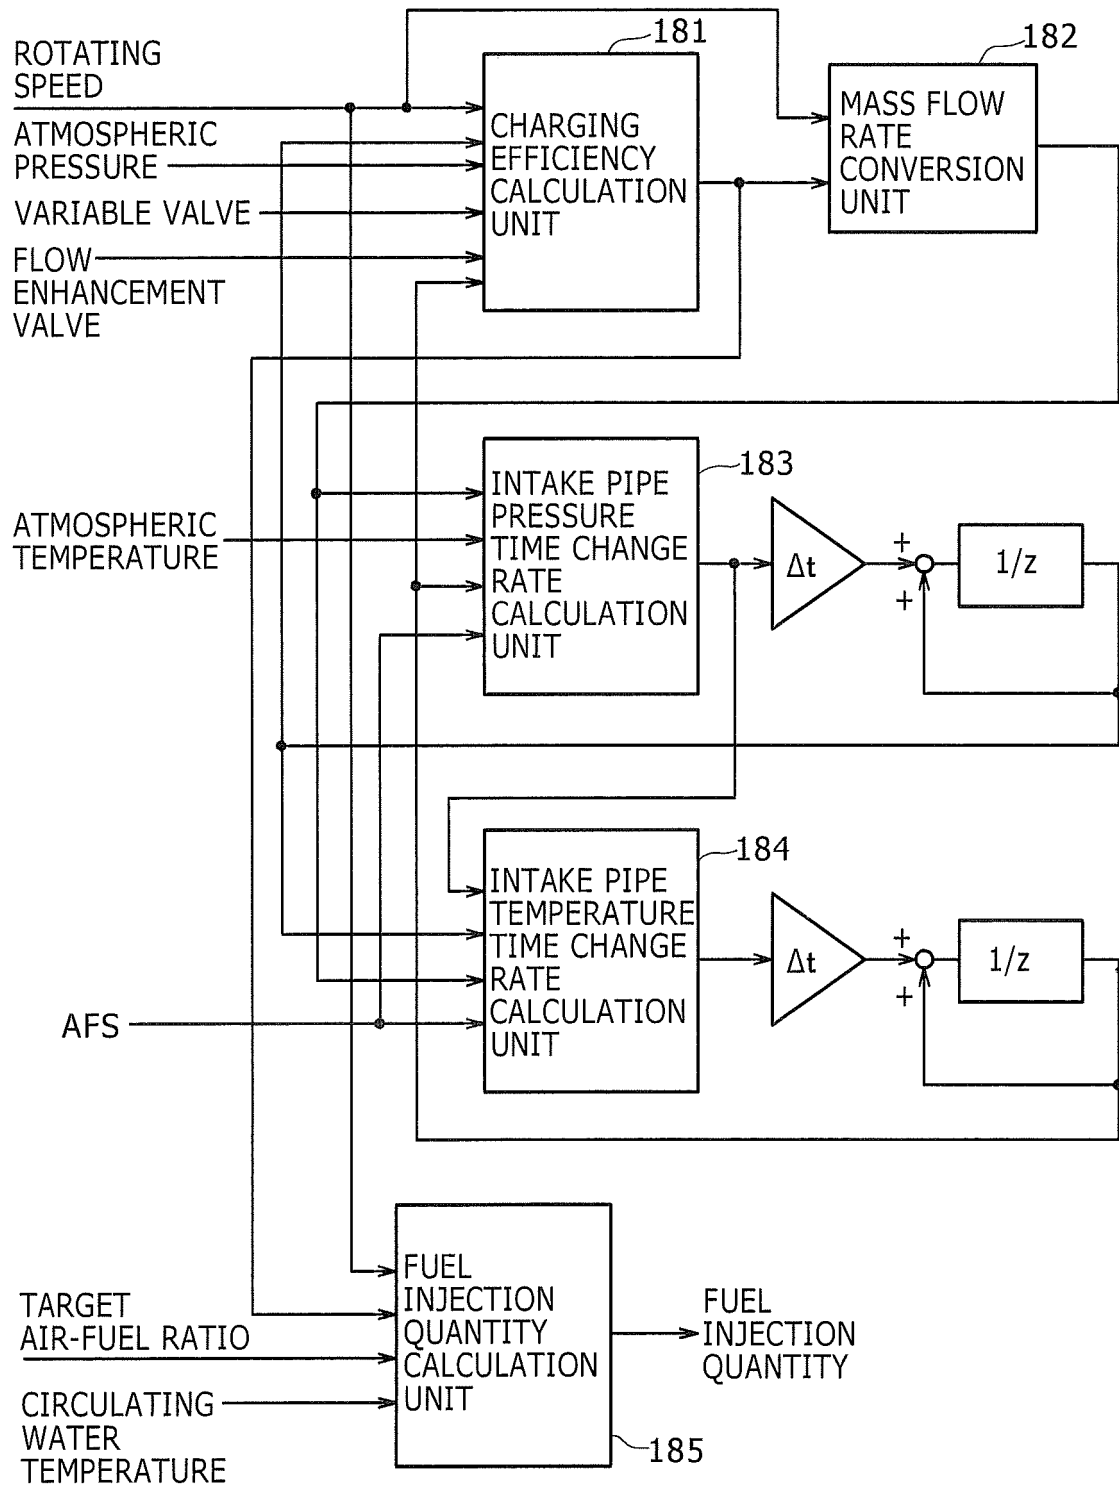 181
182
ROTATING
SPEED
ATMOSPHERIC
PRESSURE
VARIABLE VALVE
FLOW
ENHANCEMENT
VALVE
CHARGING
EFFICIENCY
CALCULATION
UNIT
MASS FLOW
RATE
CONVERSION
UNIT
183
ATMOSPHERIC
TEMPERATURE
INTAKE PIPE
PRESSURE
TIME CHANGE
RATE
CALCULATION
UNIT
Δt
+
+
1/z
184
INTAKE PIPE
TEMPERATURE
TIME CHANGE
RATE
CALCULATION
UNIT
AFS
Δt
+
+
1/z
TARGET
AIR-FUEL RATIO
CIRCULATING
WATER
TEMPERATURE
FUEL
INJECTION
QUANTITY
CALCULATION
UNIT
185
FUEL
INJECTION
QUANTITY